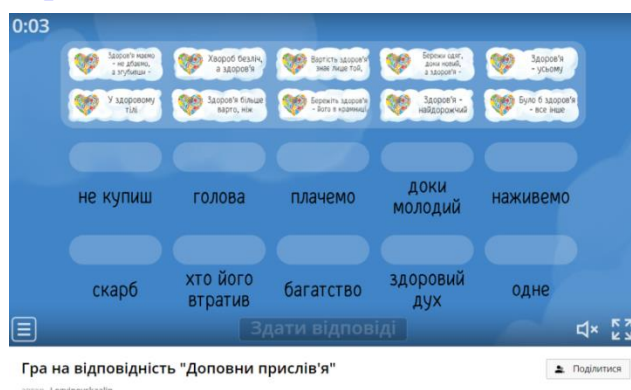 0:03
Здоров'я маємо
- не дбаємо,
а згубивши -
Хвороб безліч,
а здоров'я
Вартість здоров'я
знає лише той,
Бережи одяг,
доки новий,
а здоров'я -
Здоров'я
- усьому
У здоровому
тілі
Здоров'я більше
варто, ніж
Бережіть здоров'я
- його в крамниці
Здоров'я -
найдорожчий
Було б здоров'я
- все інше
не купиш
голова
плачемо
доки
молодий
наживемо
скарб
хто його
втратив
багатство
здоровий
дух
одне
Здати відповіді
Гра на відповідність "Доповни прислів'я"
Поділитися